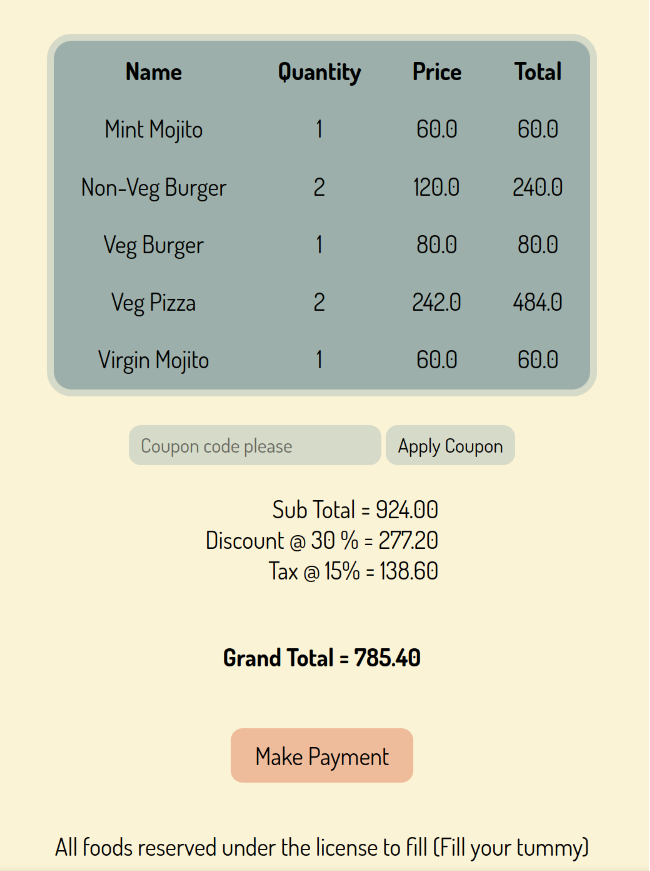 Name Quantity Price Total
Mint Mojito 1 60.0 60.0
Non-Veg Burger 2 120.0 240.0
Veg Burger 1 80.0 80.0
Veg Pizza 2 242.0 484.0
Virgin Mojito 1 60.0 60.0
Coupon code please Apply Coupon
Sub Total = 924.00
Discount @ 30 % = 277.20
Tax @ 15% = 138.60
Grand Total = 785.40
Make Payment
All foods reserved under the license to fill (Fill your tummy)